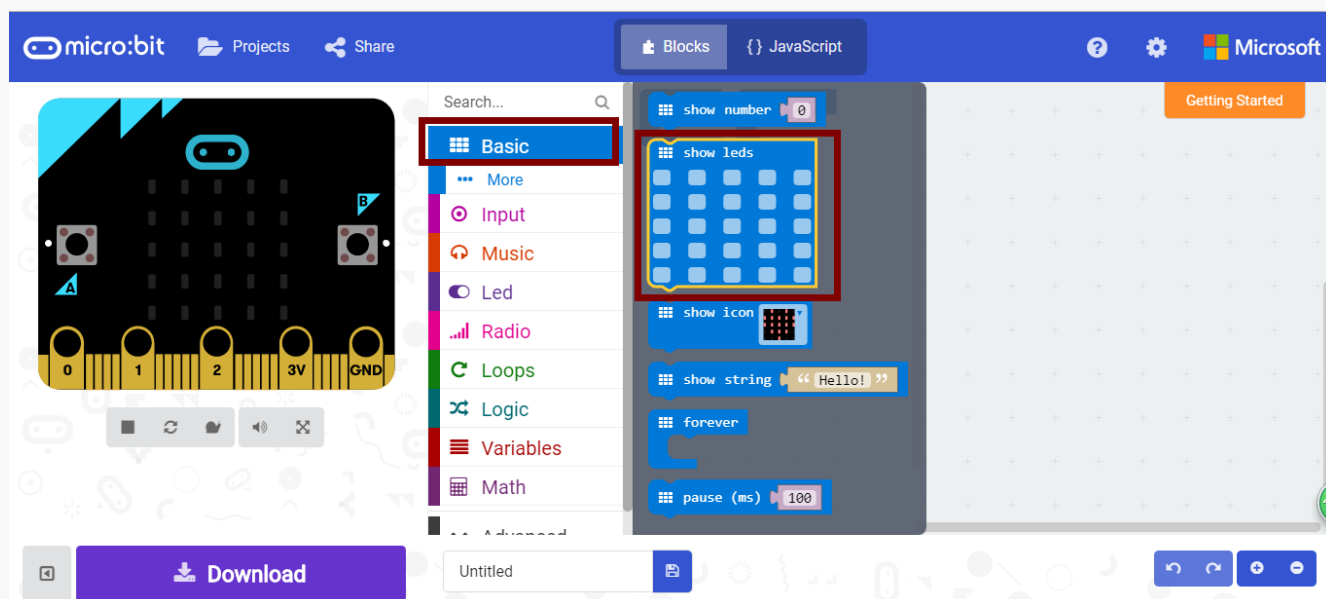 micro:bit Projects Share Blocks {} JavaScript ? Microsoft
Search...
Getting Started
Basic
More
Input
Music
Led
Radio
Loops
Logic
Variables
Math
Advanced
show number 0
show leds
show icon
show string “ Hello! ”
forever
pause (ms) 100
B
A
0 1 2 3V GND
Download
Untitled